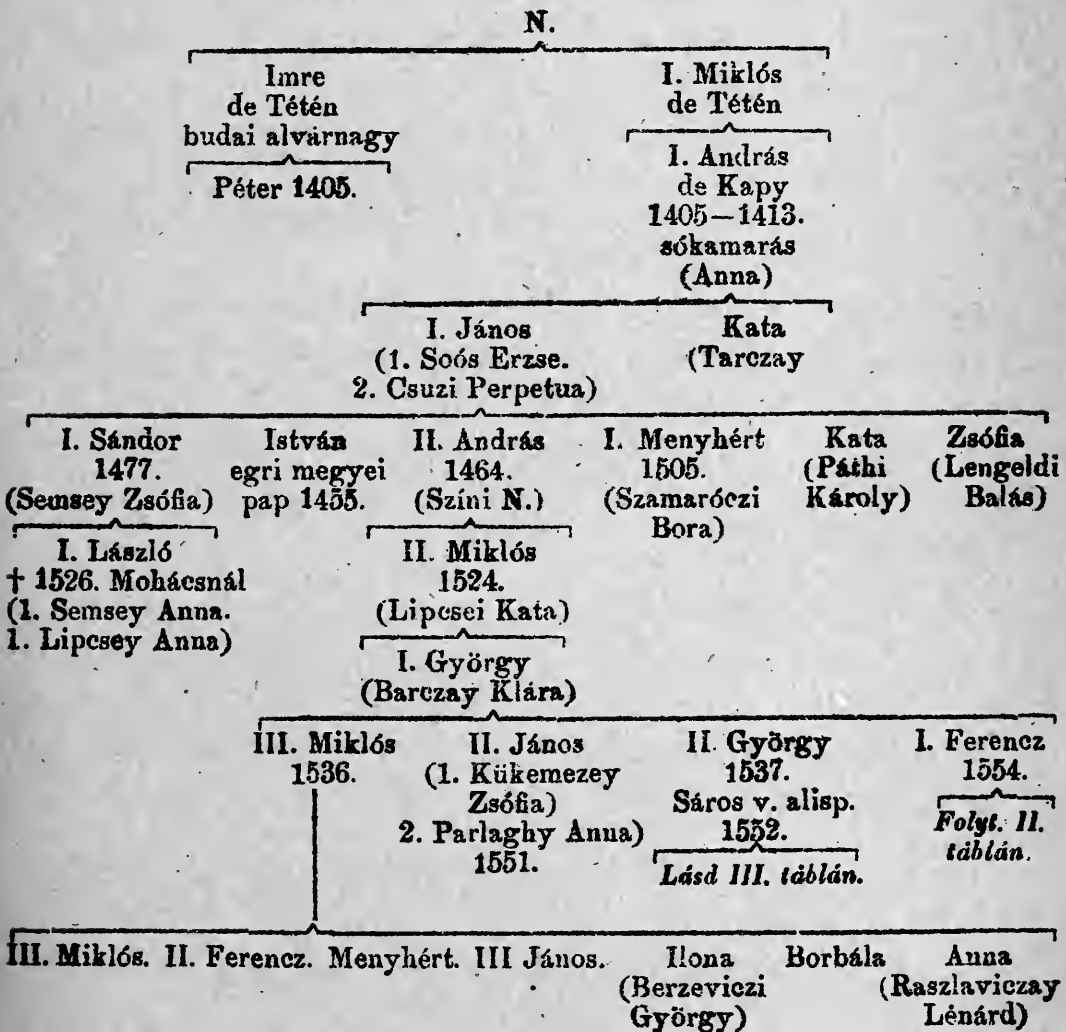 N.
Imre
de Tétén
budai alvárnagy
Péter 1405.
I. Miklós
de Tétén
I. András
de Kapy
1405—1413.
sókamarás
(Anna)
I. János
(1. Soós Erzse.
2. Csuzi Perpetua)
Kata
(Tarczay
I. Sándor
1477.
(Semsey Zsófia)
István
egri megyei
pap 1455.
II. András
1464.
(Színi N.)
I. Menyhért
1505.
(Szamaróczi
Bora)
Kata
(Páthi
Károly)
Zsófia
(Lengeldi
Balás)
I. László
† 1526. Mohácsnál
(1. Semsey Anna.
1. Lipcsey Anna)
II. Miklós
1524.
(Lipcsei Kata)
I. György
(Barczay Klára)
III. Miklós
1536.
II. János
(1. Kükemezey
Zsófia)
2. Parlaghy Anna)
1551.
II. György
1537.
Sáros v. alisp.
1552.
Lásd III. táblán.
I. Ferencz
1554.
Folyt. II.
táblán.
III. Miklós. II. Ferencz. Menyhért. III János.
Ilona
(Berzeviczi
György)
Borbála
Anna
(Raszlaviczay
Lénárd)